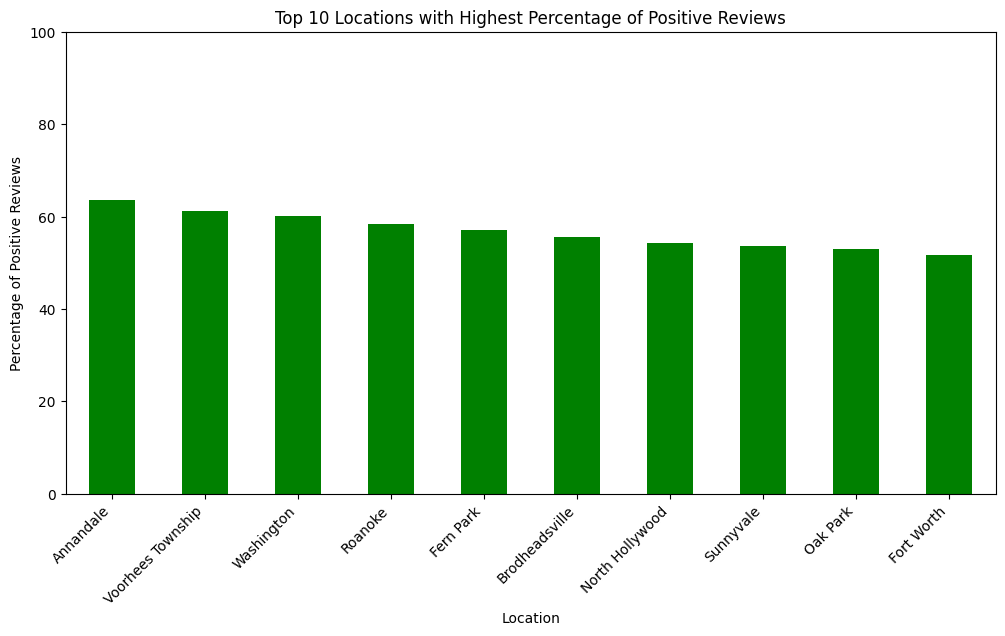 Top 10 Locations with Highest Percentage of Positive Reviews
Percentage of Positive Reviews
100
80
60
40
20
0
Annandale
Voorhees Township
Washington
Roanoke
Fern Park
Brodheadsville
North Hollywood
Sunnyvale
Oak Park
Fort Worth
Location